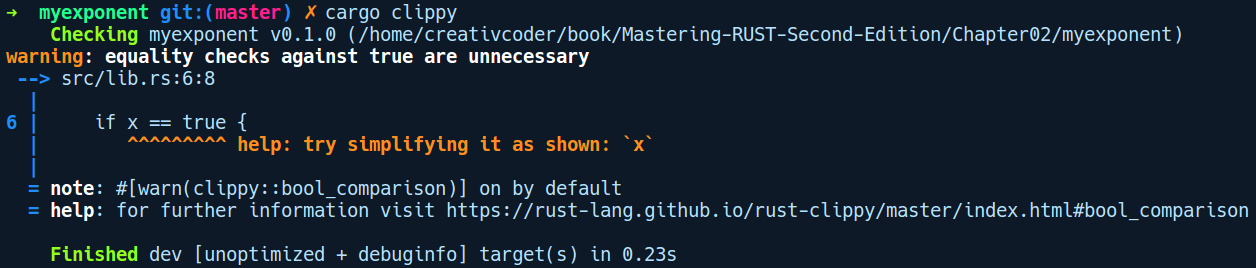 → myexponent git:(master) ✗ cargo clippy
    Checking myexponent v0.1.0 (/home/creativcoder/book/Mastering-RUST-Second-Edition/Chapter02/myexponent)
warning: equality checks against true are unnecessary
 --> src/lib.rs:6:8
  |
6 |     if x == true {
  |        ^^^^^^^^^ help: try simplifying it as shown: `x`
  |
  = note: #[warn(clippy::bool_comparison)] on by default
  = help: for further information visit https://rust-lang.github.io/rust-clippy/master/index.html#bool_comparison
    Finished dev [unoptimized + debuginfo] target(s) in 0.23s